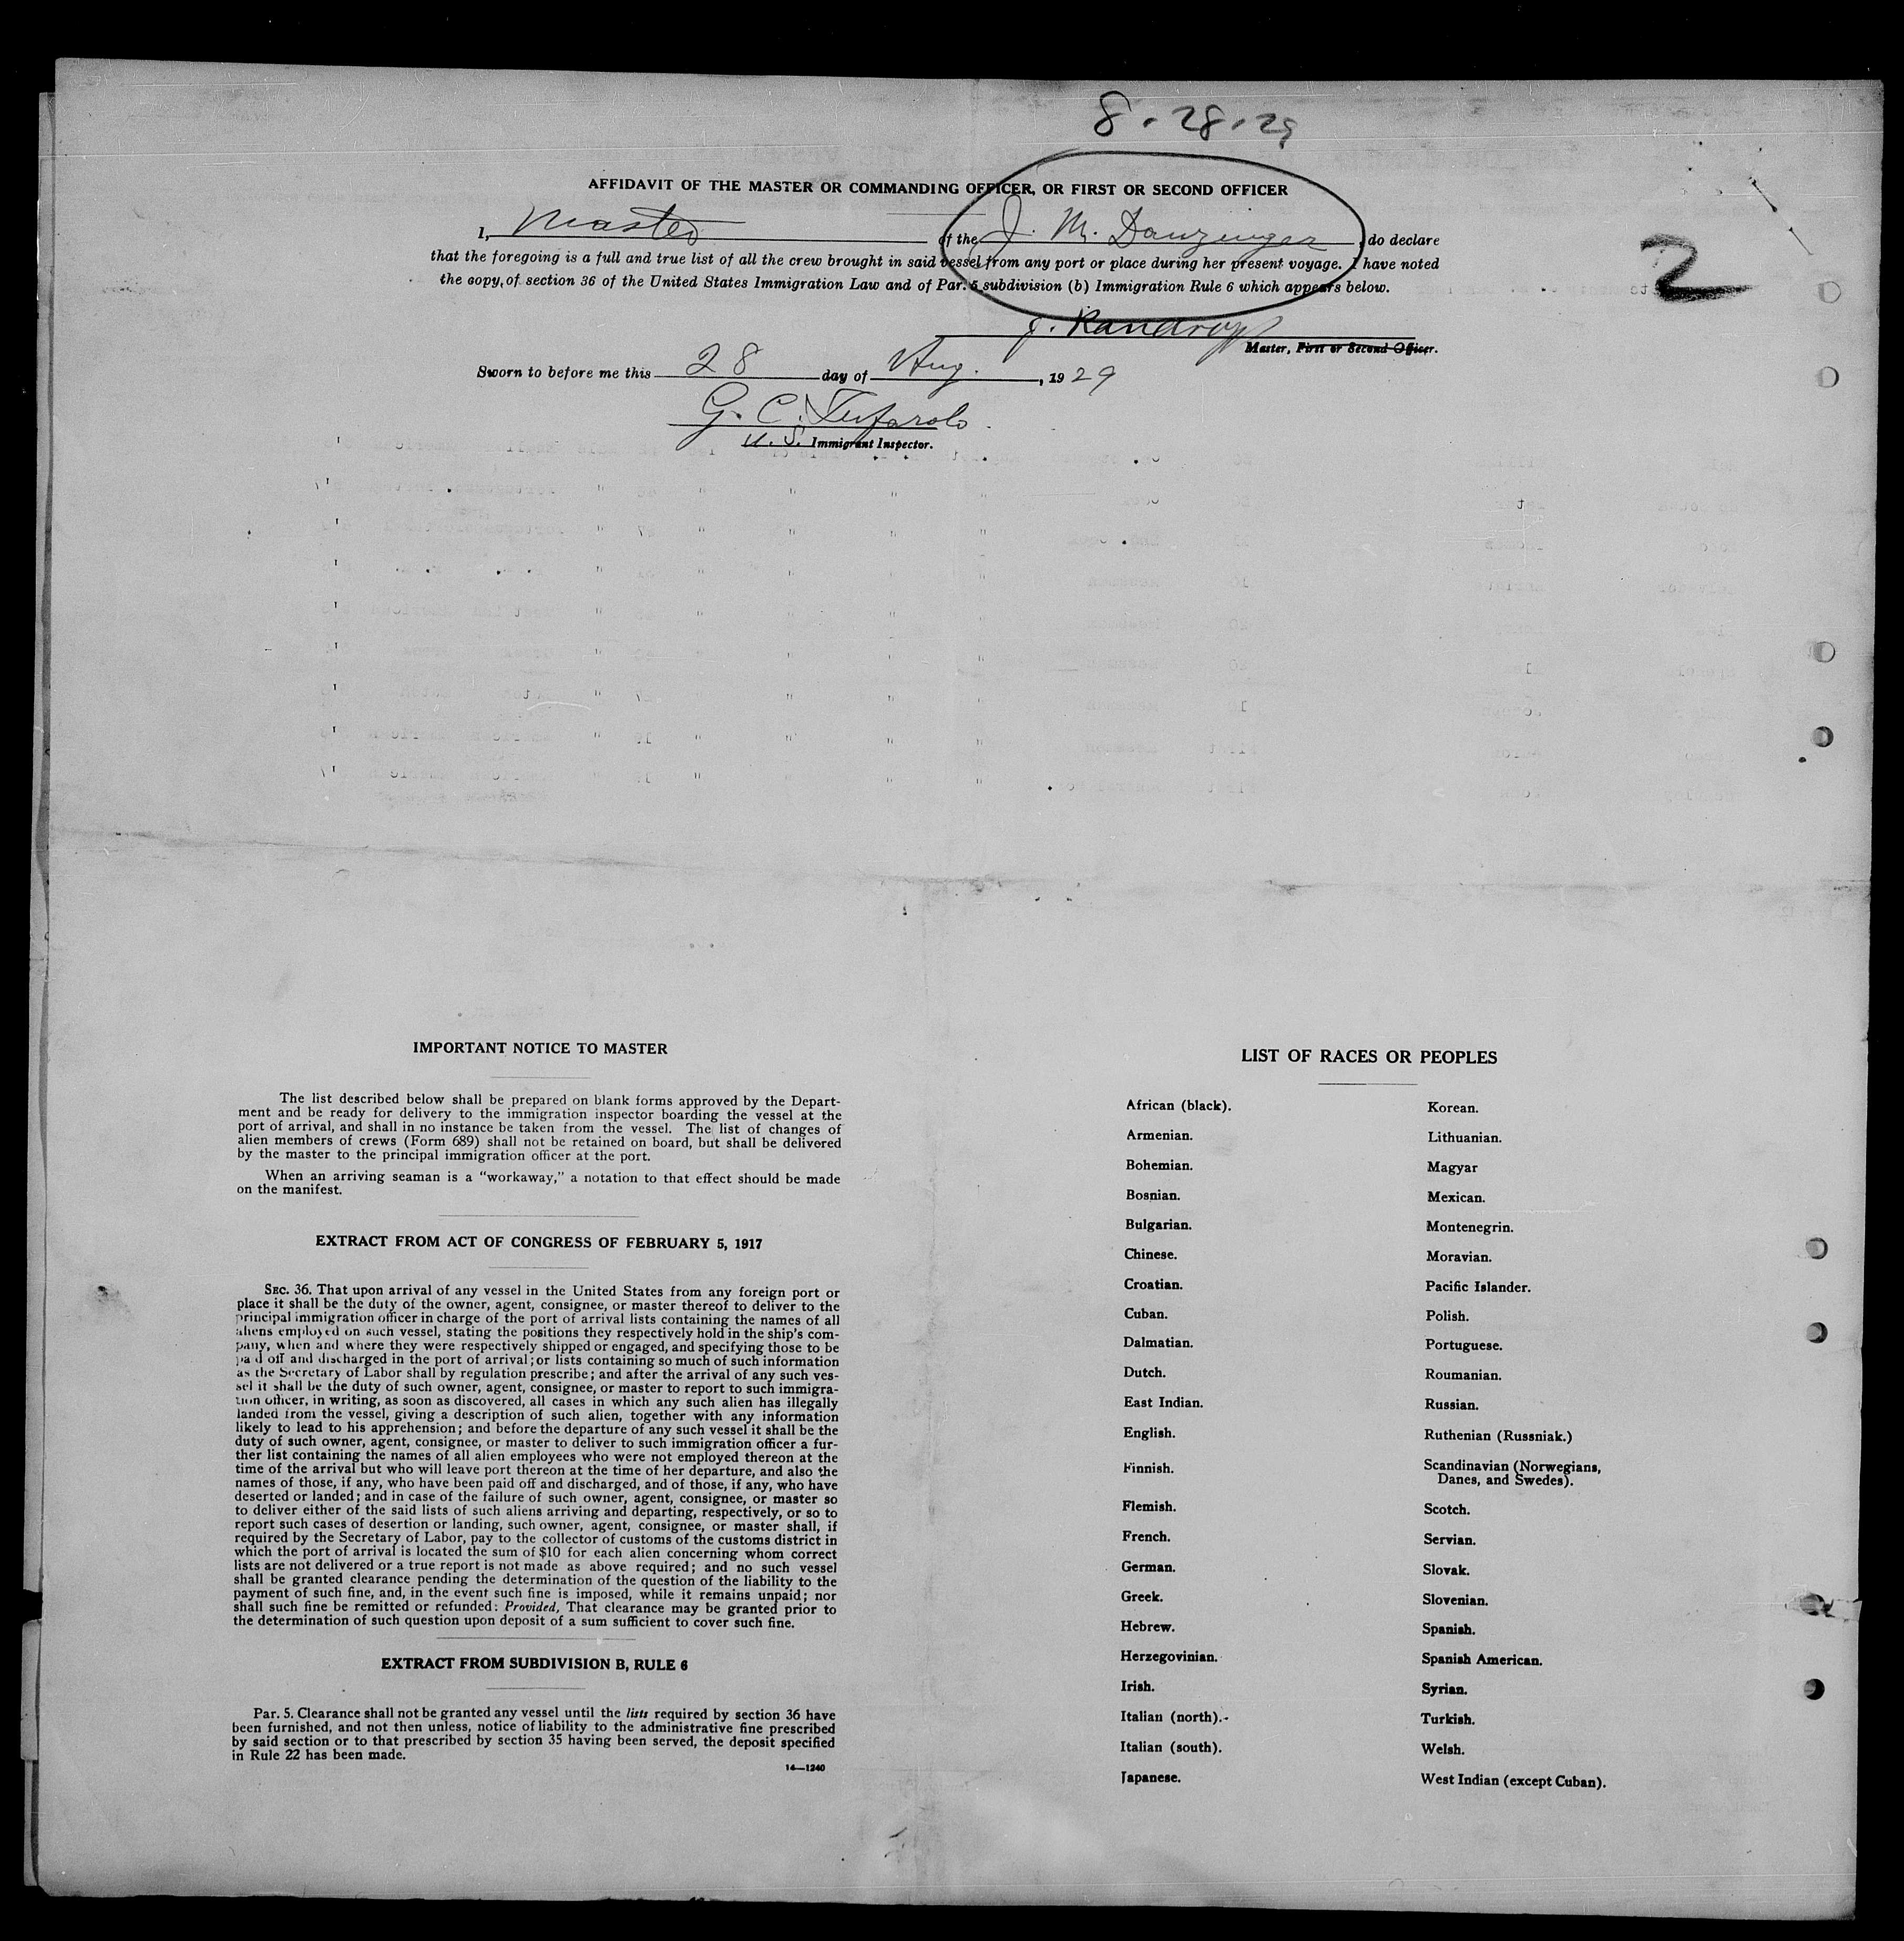 8.28.29
AFFIDAVIT OF THE MASTER OR COMMANDING OFFICER, OR FIRST OR SECOND OFFICER
I, Master of the J. M. Danziger, do declare
that the foregoing is a full and true list of all the crew brought in said vessel from any port or place during her present voyage. I have noted
the copy of section 36 of the United States Immigration Law and of Par. 5 subdivision (b) Immigration Rule 6 which appears below.
2
J. Randrop
Master, First or Second Officer.
Sworn to before me this 28 day of Aug., 1929
G. C. Tufarolo
U. S. Immigrant Inspector.
IMPORTANT NOTICE TO MASTER
The list described below shall be prepared on blank forms approved by the Depart-
ment and be ready for delivery to the immigration inspector boarding the vessel at the
port of arrival, and shall in no instance be taken from the vessel. The list of changes of
alien members of crews (Form 689) shall not be retained on board, but shall be delivered
by the master to the principal immigration officer at the port.
When an arriving seaman is a "workaway," a notation to that effect should be made
on the manifest.
EXTRACT FROM ACT OF CONGRESS OF FEBRUARY 5, 1917
SEC. 36. That upon arrival of any vessel in the United States from any foreign port or
place it shall be the duty of the owner, agent, consignee, or master thereof to deliver to the
principal immigration officer in charge of the port of arrival lists containing the names of all
aliens employed on such vessel, stating the positions they respectively hold in the ship's com-
pany, when and where they were respectively shipped or engaged, and specifying those to be
paid off and discharged in the port of arrival; or lists containing so much of such information
as the Secretary of Labor shall by regulation prescribe; and after the arrival of any such ves-
sel it shall be the duty of such owner, agent, consignee, or master to report to such immigra-
tion officer, in writing, as soon as discovered, all cases in which any such alien has illegally
landed from the vessel, giving a description of such alien, together with any information
likely to lead to his apprehension; and before the departure of any such vessel it shall be the
duty of such owner, agent, consignee, or master to deliver to such immigration officer a fur-
ther list containing the names of all alien employees who were not employed thereon at the
time of the arrival but who will leave port thereon at the time of her departure, and also the
names of those, if any, who have been paid off and discharged, and of those, if any, who have
deserted or landed; and in case of the failure of such owner, agent, consignee, or master so
to deliver either of the said lists of such aliens arriving and departing, respectively, or so to
report such cases of desertion or landing, such owner, agent, consignee, or master shall, if
required by the Secretary of Labor, pay to the collector of customs of the customs district in
which the port of arrival is located the sum of $10 for each alien concerning whom correct
lists are not delivered or a true report is not made as above required; and no such vessel
shall be granted clearance pending the determination of the question of the liability to the
payment of such fine, and, in the event such fine is imposed, while it remains unpaid; nor
shall such fine be remitted or refunded: Provided, That clearance may be granted prior to
the determination of such question upon deposit of a sum sufficient to cover such fine.
EXTRACT FROM SUBDIVISION B, RULE 6
Par. 5. Clearance shall not be granted any vessel until the lists required by section 36 have
been furnished, and not then unless, notice of liability to the administrative fine prescribed
by said section or to that prescribed by section 35 having been served, the deposit specified
in Rule 22 has been made.
14—1240
LIST OF RACES OR PEOPLES
African (black).
Armenian.
Bohemian.
Bosnian.
Bulgarian.
Chinese.
Croatian.
Cuban.
Dalmatian.
Dutch.
East Indian.
English.
Finnish.
Flemish.
French.
German.
Greek.
Hebrew.
Herzegovinian.
Irish.
Italian (north).
Italian (south).
Japanese.
Korean.
Lithuanian.
Magyar
Mexican.
Montenegrin.
Moravian.
Pacific Islander.
Polish.
Portuguese.
Roumanian.
Russian.
Ruthenian (Russniak.)
Scandinavian (Norwegians,
Danes, and Swedes).
Scotch.
Servian.
Slovak.
Slovenian.
Spanish.
Spanish American.
Syrian.
Turkish.
Welsh.
West Indian (except Cuban).